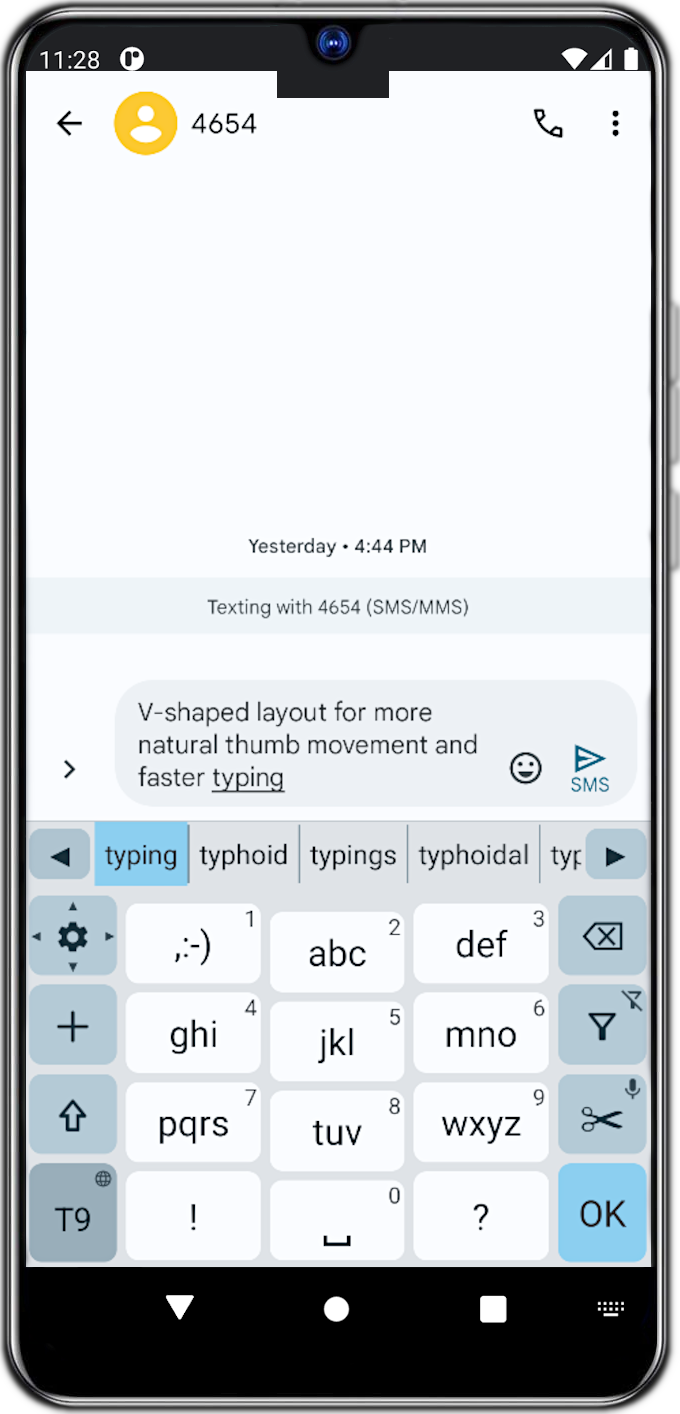 11:28
4654
Yesterday • 4:44 PM
Texting with 4654 (SMS/MMS)
V-shaped layout for more
natural thumb movement and
faster typing
SMS
typing typhoid typings typhoidal typ
,:-) 1 abc 2 def 3
ghi 4 jkl 5 mno 6
pqrs 7 tuv 8 wxyz 9
T9 ! 0 ? OK